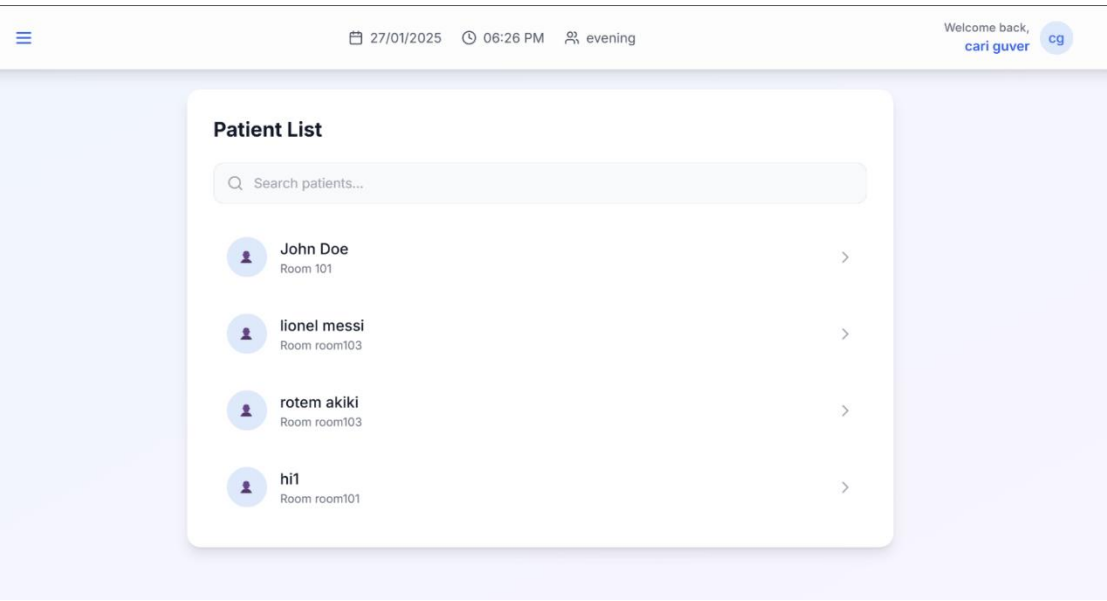 27/01/2025 06:26 PM evening
Welcome back,
cari guver
cg
Patient List
Search patients...
John Doe
Room 101
lionel messi
Room room103
rotem akiki
Room room103
hi1
Room room101